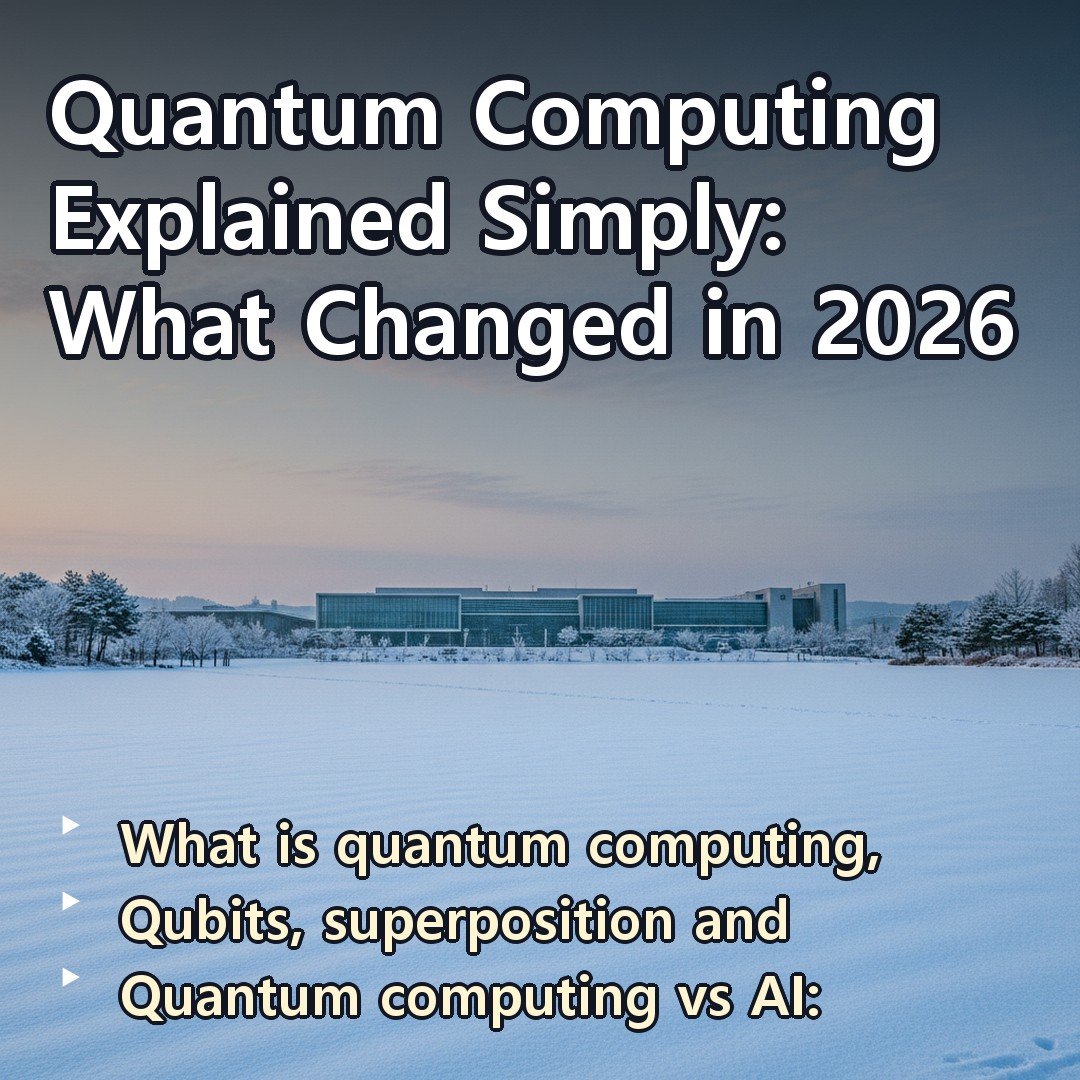 Quantum Computing
Explained Simply:
What Changed in 2026
What is quantum computing,
Qubits, superposition and
Quantum computing vs AI: